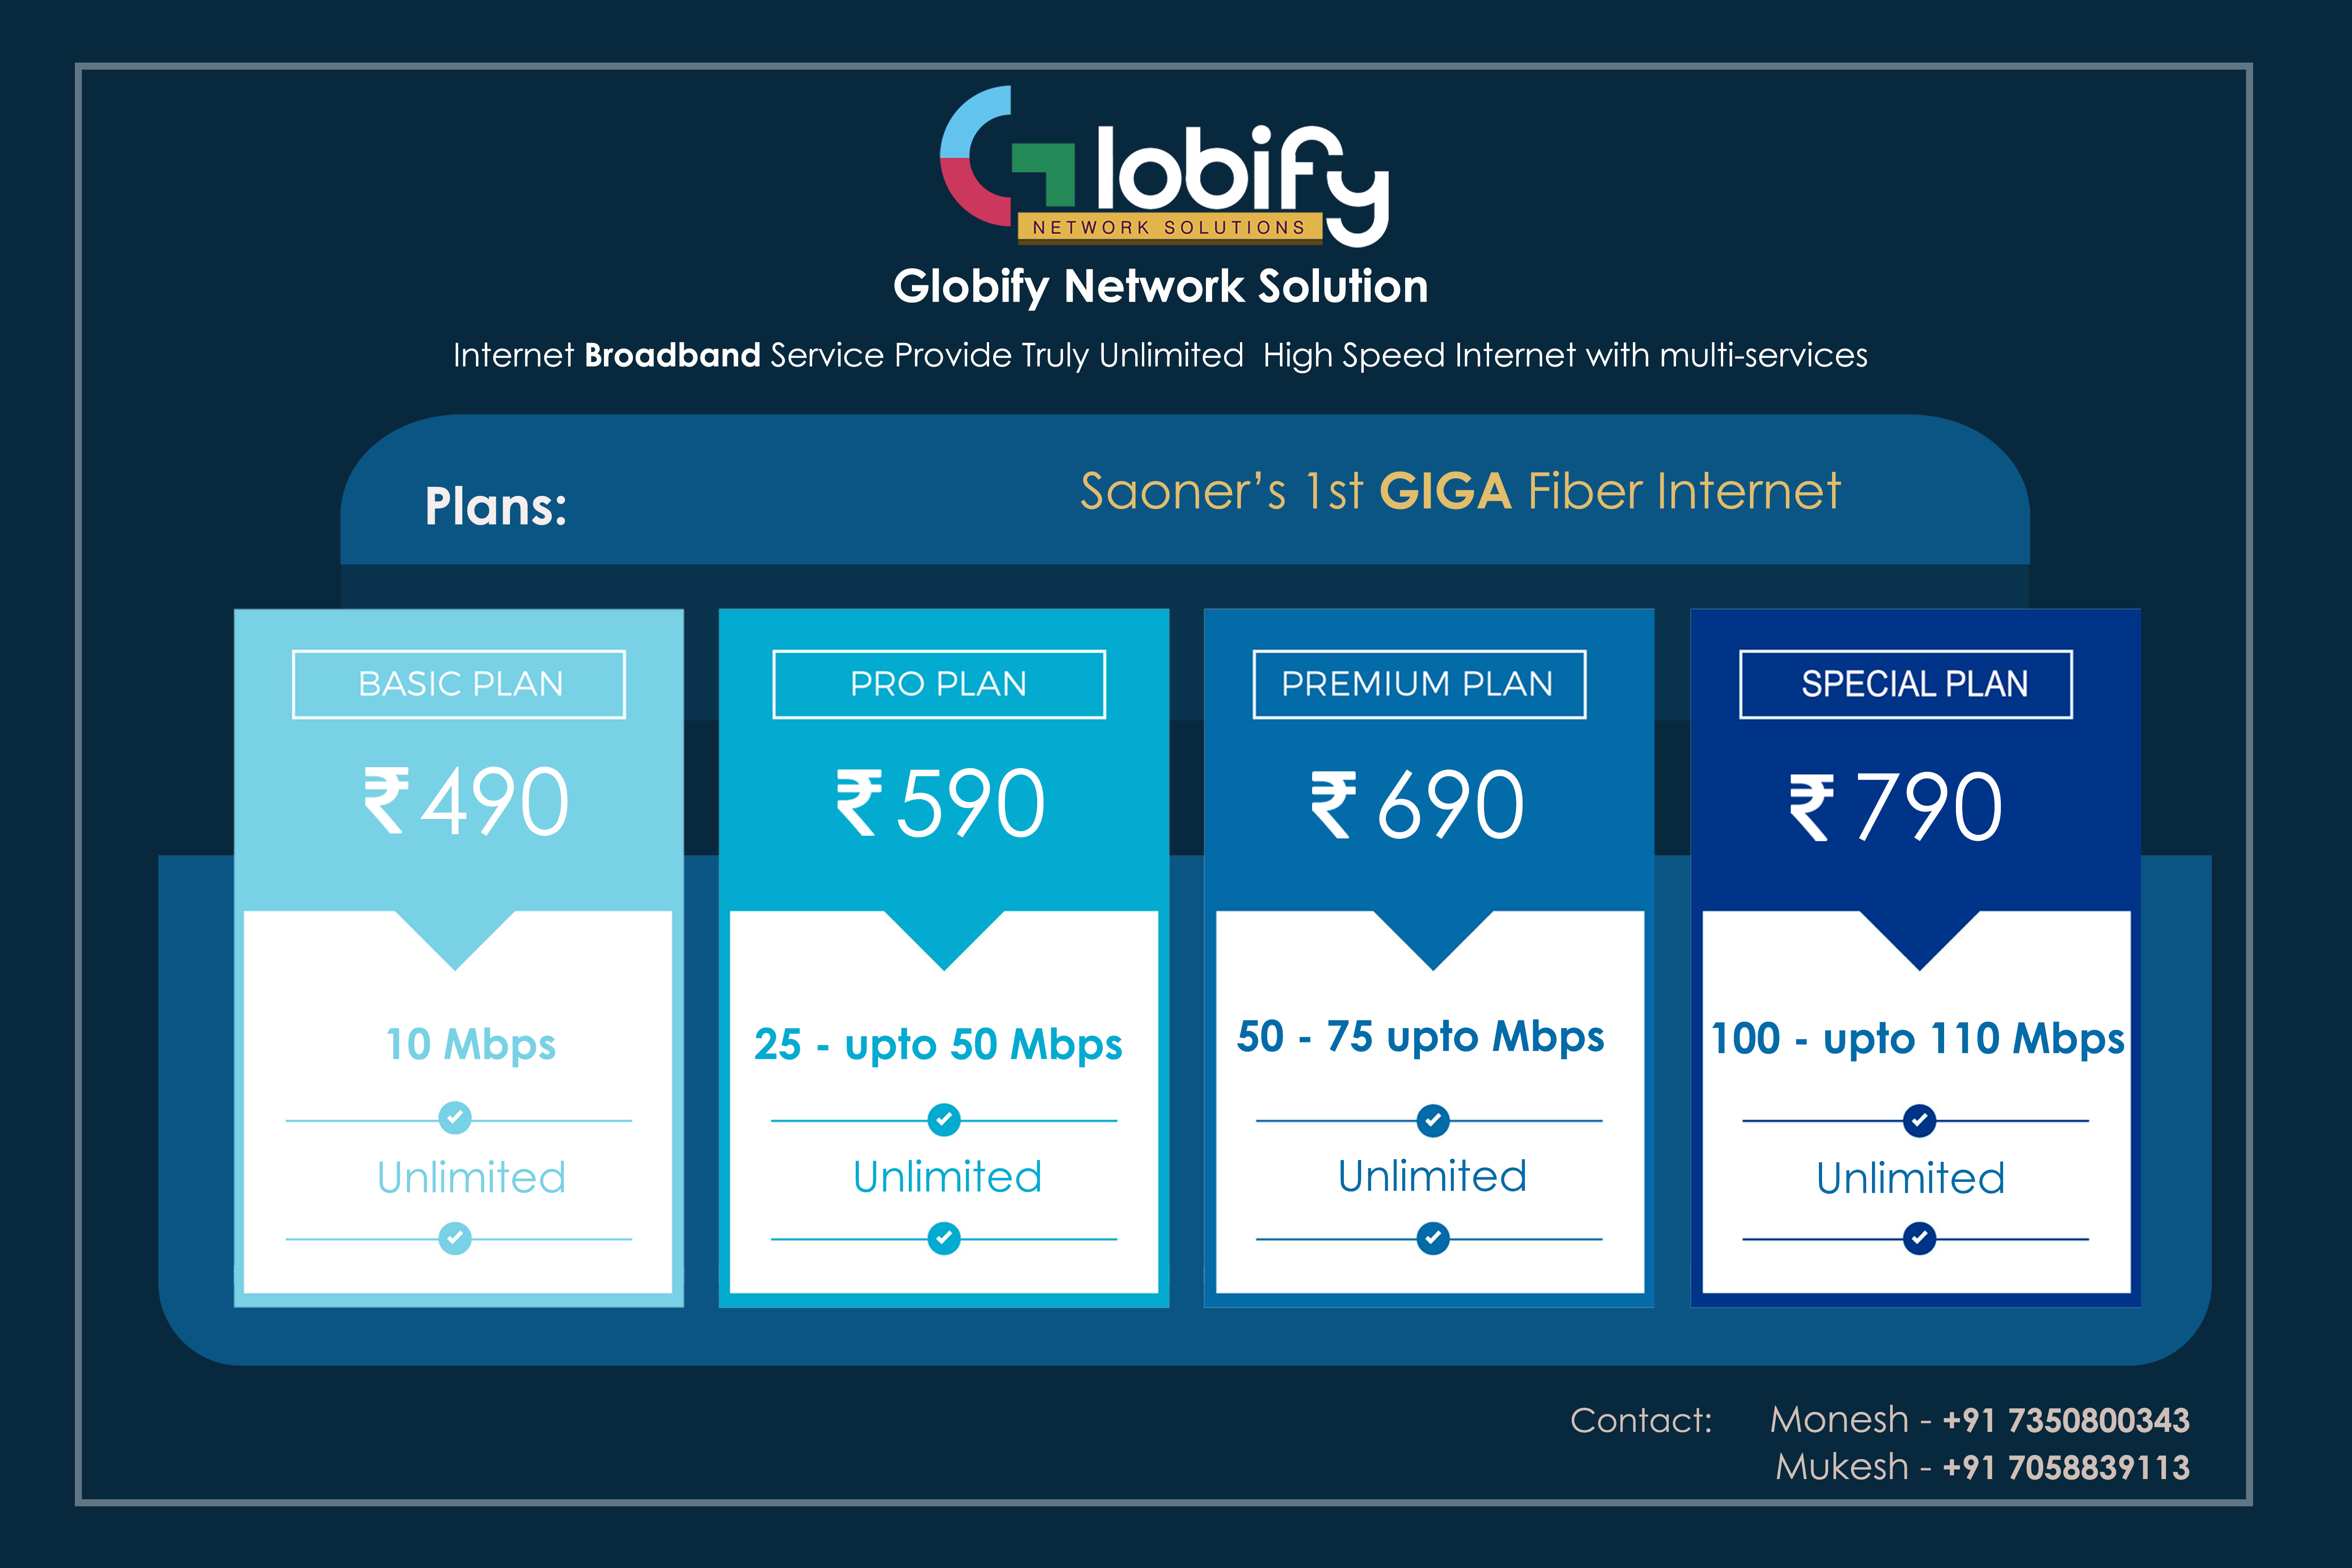 Globify
NETWORK SOLUTIONS
Globify Network Solution
Internet Broadband Service Provide Truly Unlimited High Speed Internet with multi-services
Plans:
Saoner's 1st GIGA Fiber Internet
BASIC PLAN
₹ 490
10 Mbps
Unlimited
PRO PLAN
₹ 590
25 - upto 50 Mbps
Unlimited
PREMIUM PLAN
₹ 690
50 - 75 upto Mbps
Unlimited
SPECIAL PLAN
₹ 790
100 - upto 110 Mbps
Unlimited
Contact: Monesh - +91 7350800343
Mukesh - +91 7058839113